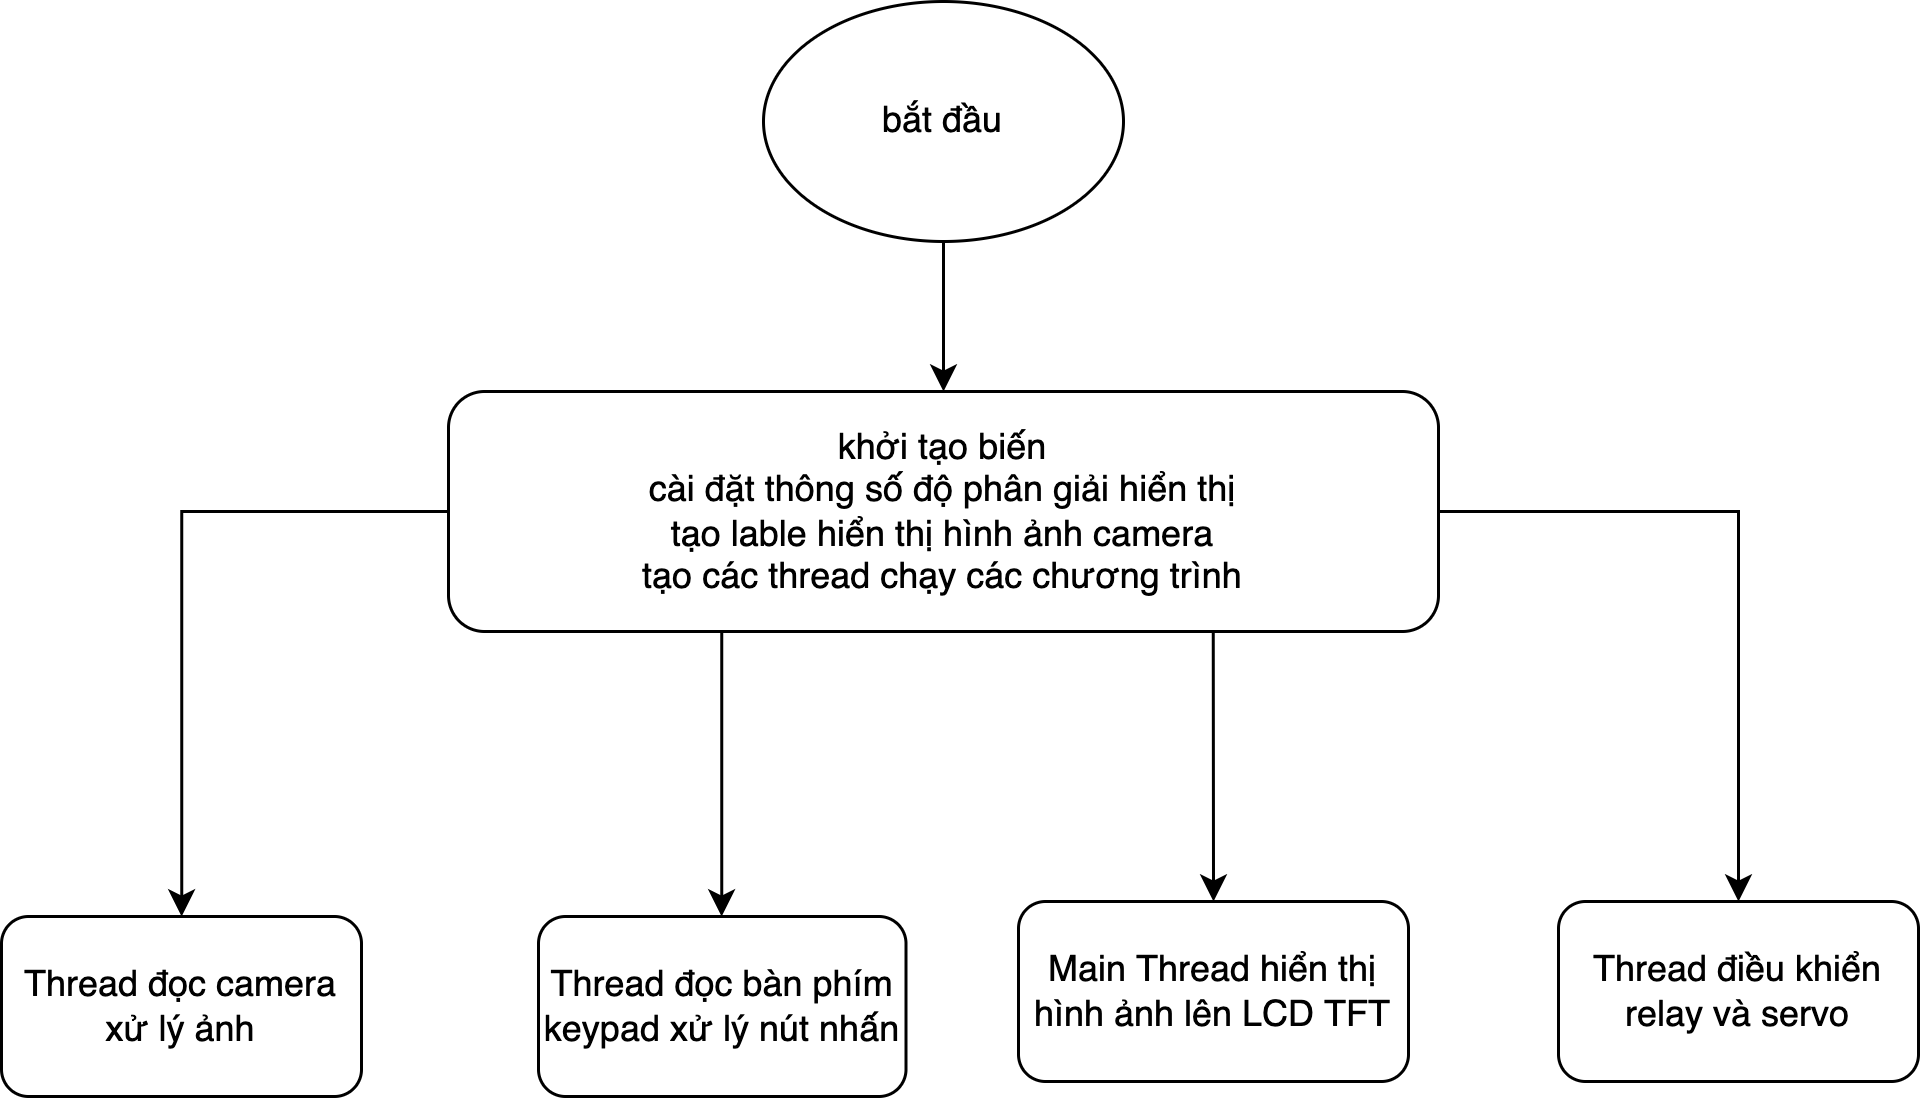 bắt đầu
khởi tạo biến
cài đặt thông số độ phân giải hiển thị
tạo lable hiển thị hình ảnh camera
tạo các thread chạy các chương trình
Thread đọc camera
xử lý ảnh
Thread đọc bàn phím
keypad xử lý nút nhấn
Main Thread hiển thị
hình ảnh lên LCD TFT
Thread điều khiển
relay và servo